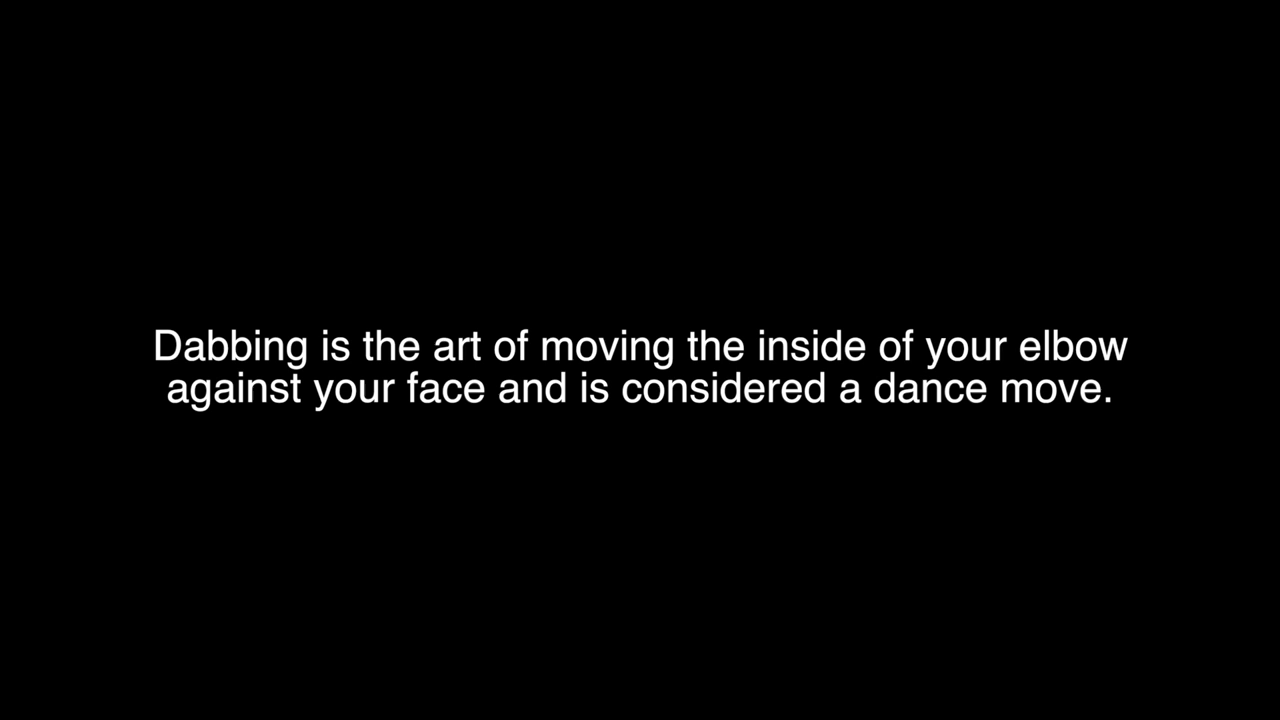 Dabbing is the art of moving the inside of your elbow
against your face and is considered a dance move.